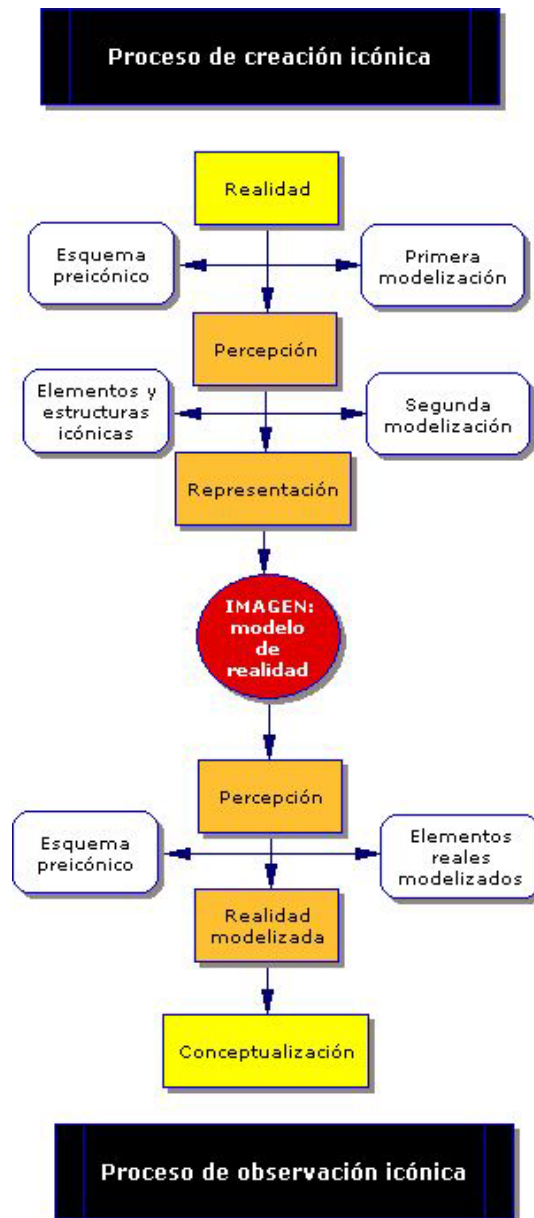 Proceso de creación icónica
Realidad
Esquema
preicónico
Primera
modelización
Percepción
Elementos y
estructuras
icónicas
Segunda
modelización
Representación
IMAGEN:
modelo
de
realidad
Percepción
Esquema
preicónico
Elementos
reales
modelizados
Realidad
modelizada
Conceptualización
Proceso de observación icónica